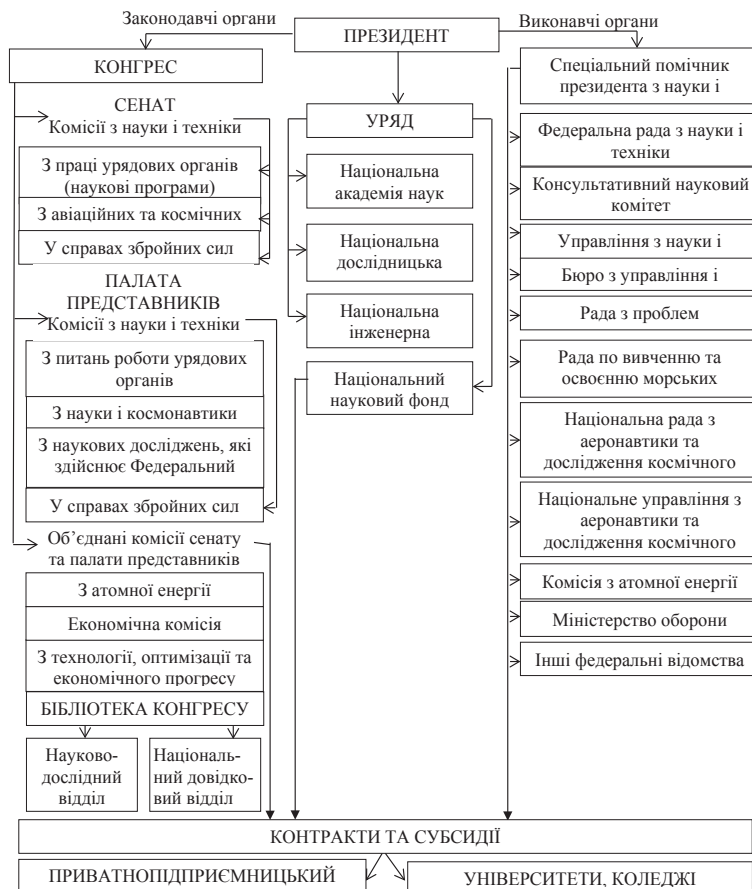 Законодавчі органи
ПРЕЗИДЕНТ
Виконавчі органи
КОНГРЕС
СЕНАТ
Комісії з науки і техніки
З праці урядових органів
(наукові програми)
З авіаційних та космічних
У справах збройних сил
ПАЛАТА
ПРЕДСТАВНИКІВ
Комісії з науки і техніки
З питань роботи урядових
органів
З науки і космонавтики
З наукових досліджень, які
здійснює Федеральний
У справах збройних сил
Об’єднані комісії сенату
та палати представників
З атомної енергії
Економічна комісія
З технології, оптимізації та
економічного прогресу
БІБЛІОТЕКА КОНГРЕСУ
Науково-
дослідний
відділ
Національ-
ний довідко-
вий відділ
УРЯД
Національна
академія наук
Національна
дослідницька
Національна
інженерна
Національний
науковий фонд
Спеціальний помічник
президента з науки і
Федеральна рада з науки і
техніки
Консультативний науковий
комітет
Управління з науки і
Бюро з управління і
Рада з проблем
Рада по вивченню та
освоєнню морських
Національна рада з
аеронавтики та
дослідження космічного
Національне управління з
аеронавтики та
дослідження космічного
Комісія з атомної енергії
Міністерство оборони
Інші федеральні відомства
КОНТРАКТИ ТА СУБСИДІЇ
ПРИВАТНОПІДПРИЄМНИЦЬКИЙ
УНІВЕРСИТЕТИ, КОЛЕДЖІ